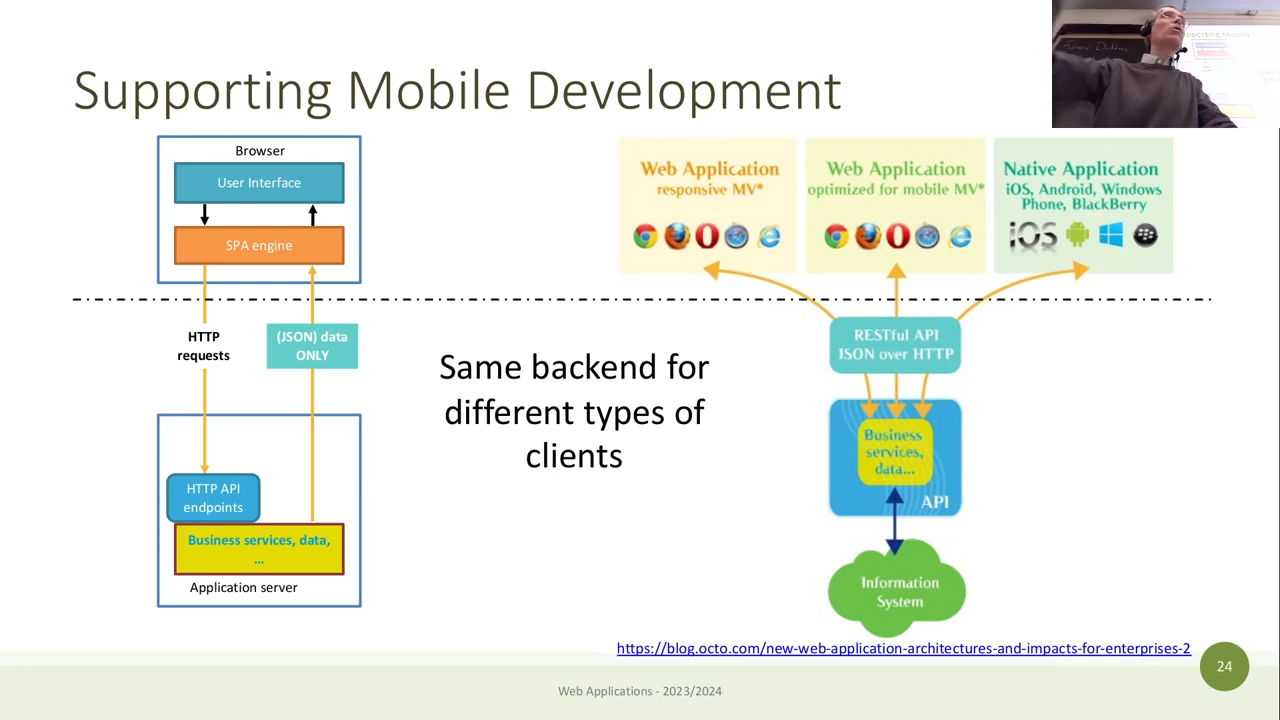 Supporting Mobile Development
Browser
User Interface
SPA engine
HTTP
requests
(JSON) data
ONLY
HTTP API
endpoints
Business services, data,
...
Application server
Same backend for
different types of
clients
Web Application
responsive MV*
Web Application
optimized for mobile MV*
Native Application
iOS, Android, Windows
Phone, BlackBerry
iOS
RESTful API
JSON over HTTP
Business
services,
data...
API
Information
System
https://blog.octo.com/new-web-application-architectures-and-impacts-for-enterprises-2
24
Web Applications - 2023/2024